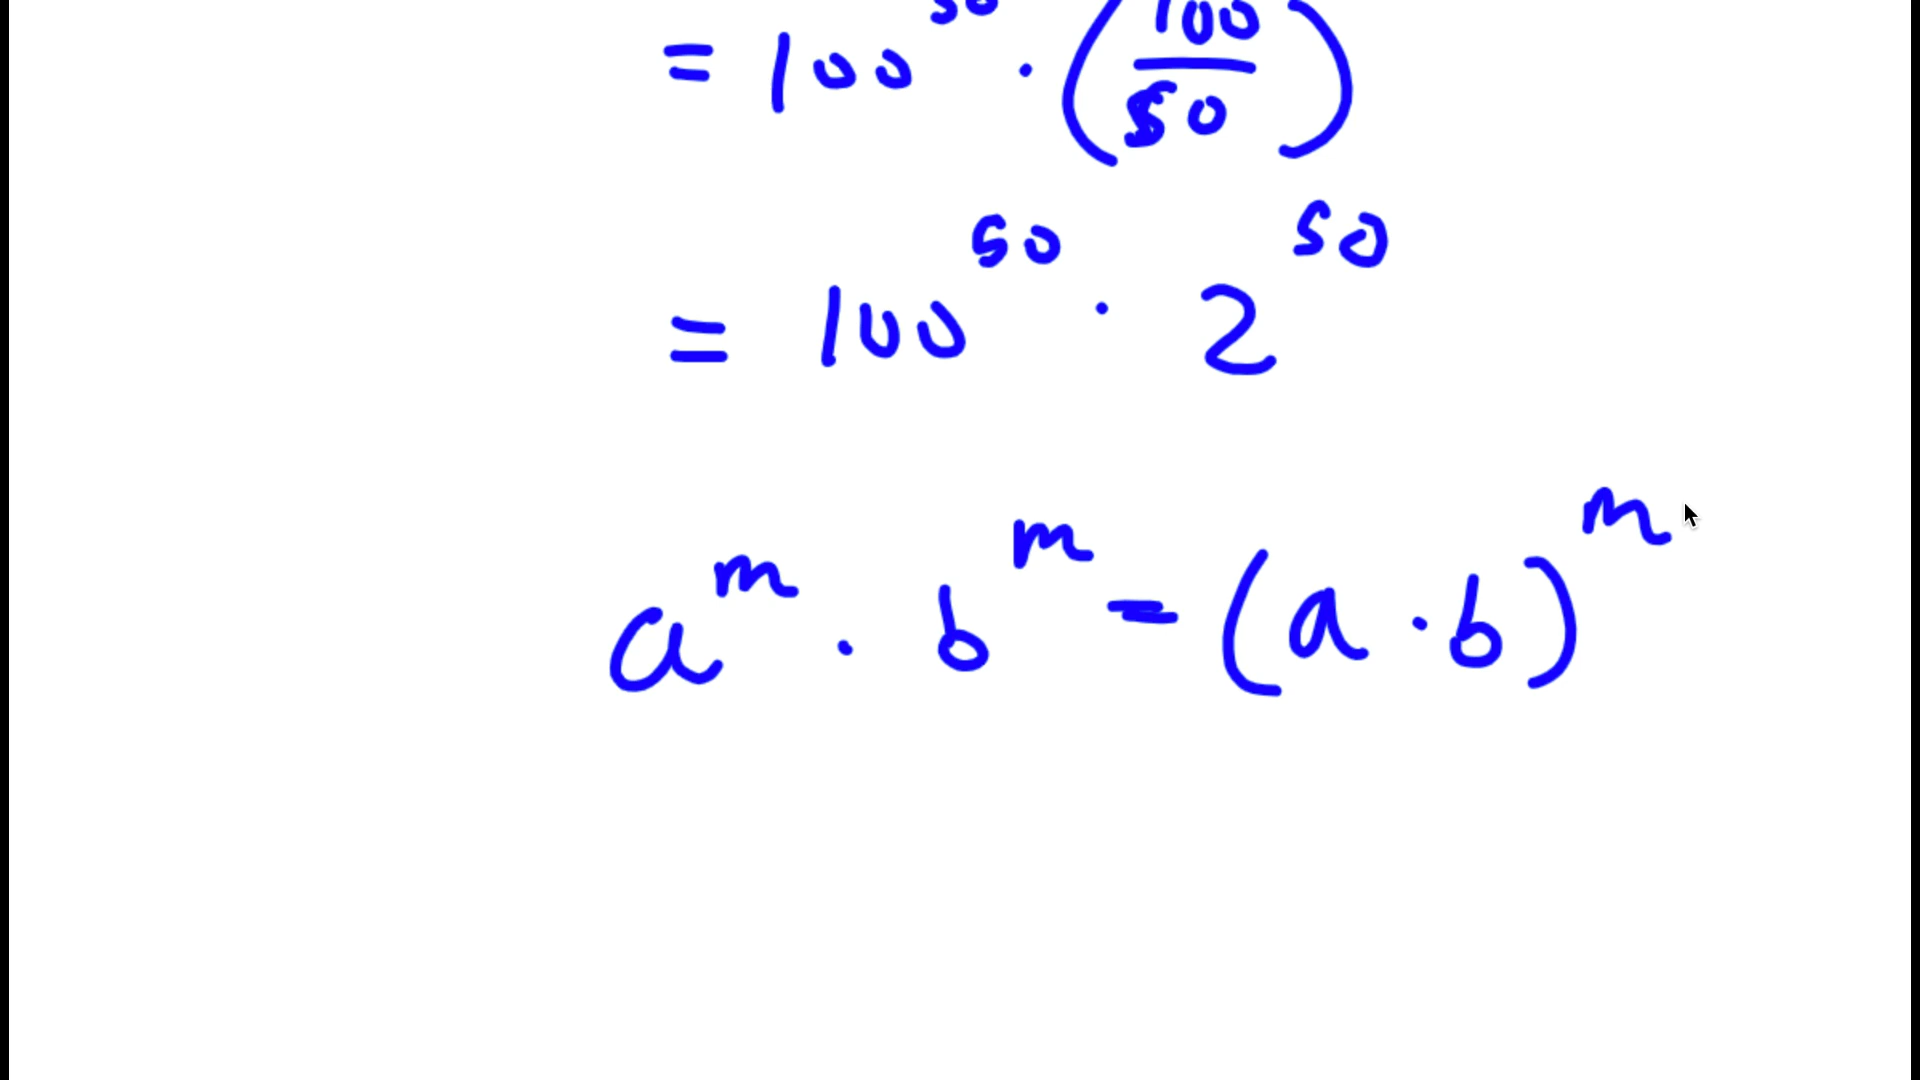 = 100^50 · (100/50)
= 100^50 · 2^50
a^m · b^m = (a · b)^m